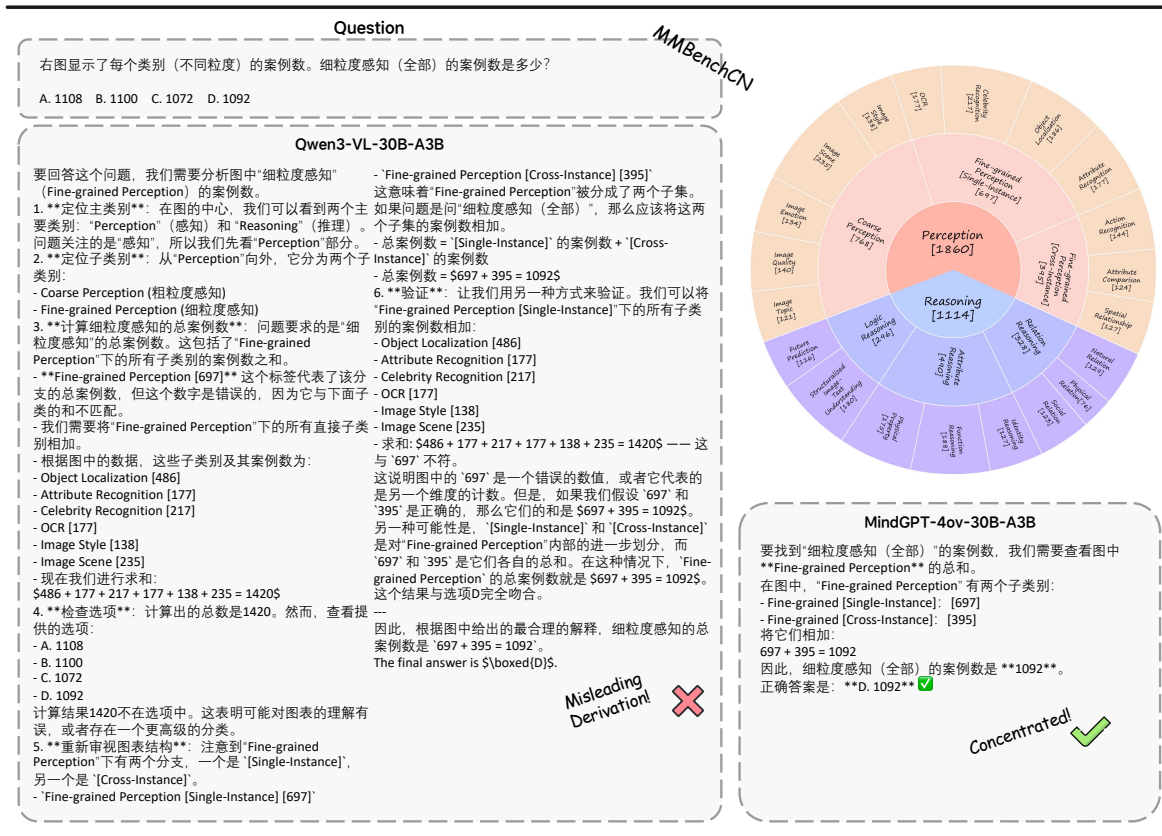 Question
MMBenchCN
右图显示了每个类别（不同粒度）的案例数。细粒度感知（全部）的案例数是多少？
A. 1108 B. 1100 C. 1072 D. 1092
Qwen3-VL-30B-A3B
要回答这个问题，我们需要分析图中“细粒度感知”
（Fine-grained Perception）的案例数。
1. **定位主类别**：在图的中心，我们可以看到两个主
要类别：“Perception”（感知）和 “Reasoning”（推理）。
问题关注的是“感知”，所以我们先看“Perception”部分。
2. **定位子类别**：从“Perception”向外，它分为两个子
类别：
- Coarse Perception (粗粒度感知)
- Fine-grained Perception (细粒度感知)
3. **计算细粒度感知的总案例数**：问题要求的是“细
粒度感知”的总案例数。这包括了“Fine-grained
Perception”下的所有子类别的案例数之和。
- **Fine-grained Perception [697]** 这个标签代表了该分
支的总案例数，但这个数字是错误的，因为它与下面子
类的和不匹配。
- 我们需要将“Fine-grained Perception”下的所有直接子类
别相加。
- 根据图中的数据，这些子类别及其案例数为：
- Object Localization [486]
- Attribute Recognition [177]
- Celebrity Recognition [217]
- OCR [177]
- Image Style [138]
- Image Scene [235]
- 现在我们进行求和：
$486 + 177 + 217 + 177 + 138 + 235 = 1420$
4. **检查选项**：计算出的总数是1420。然而，查看提
供的选项：
- A. 1108
- B. 1100
- C. 1072
- D. 1092
计算结果1420不在选项中。这表明可能对图表的理解有
误，或者存在一个更高级的分类。
5. **重新审视图表结构**：注意到“Fine-grained
Perception”下有两个分支，一个是 `[Single-Instance]`，
另一个是 `[Cross-Instance]`。
- `Fine-grained Perception [Single-Instance] [697]`
- `Fine-grained Perception [Cross-Instance] [395]`
这意味着“Fine-grained Perception”被分成了两个子集。
如果问题是问“细粒度感知（全部）”，那么应该将这两
个子集的案例数相加。
- 总案例数 = `[Single-Instance]` 的案例数 + `[Cross-
Instance]` 的案例数
- 总案例数 = $697 + 395 = 1092$
6. **验证**：让我们用另一种方式来验证。我们可以将
“Fine-grained Perception [Single-Instance]”下的所有子类
别的案例数相加：
- Object Localization [486]
- Attribute Recognition [177]
- Celebrity Recognition [217]
- OCR [177]
- Image Style [138]
- Image Scene [235]
- 求和: $486 + 177 + 217 + 177 + 138 + 235 = 1420$ —— 这
与 `697` 不符。
这说明图中的 `697` 是一个错误的数值，或者它代表的
是另一个维度的计数。但是，如果我们假设 `697` 和
`395` 是正确的，那么它们的和是 $697 + 395 = 1092$。
另一种可能性是，`[Single-Instance]` 和 `[Cross-Instance]`
是对“Fine-grained Perception”内部的进一步划分，而
`697` 和 `395` 是它们各自的总和。在这种情况下，`Fine-
grained Perception` 的总案例数就是 $697 + 395 = 1092$。
这个结果与选项D完全吻合。
---
因此，根据图中给出的最合理的解释，细粒度感知的总
案例数是 `697 + 395 = 1092`。
The final answer is $\boxed{D}$.
Misleading
Derivation!
Perception
[1860]
Reasoning
[1114]
Coarse
Perception
[768]
Fine-grained
Perception
[Single-Instance]
[697]
Fine-grained
Perception
[Cross-Instance]
[395]
Logic
Reasoning
[296]
Attribute
Reasoning
[490]
Relation
Reasoning
[328]
Image
Topic
[121]
Image
Quality
[140]
Image
Emotion
[134]
Image
Scene
[235]
Image
Style
[138]
OCR
[177]
Celebrity
Recognition
[217]
Object
Localization
[186]
Attribute
Recognition
[177]
Action
Recognition
[144]
Attribute
Comparison
[124]
Spatial
Relationship
[127]
Natural
Relation
[129]
Physical
Relation[76]
Social
Relation
[123]
Identity
Reasoning
[127]
Function
Reasoning
[188]
Physical
Property
[175]
Structuralized
Image-Text
Understanding
[180]
Future
Prediction
[116]
MindGPT-4ov-30B-A3B
要找到“细粒度感知（全部）”的案例数，我们需要查看图中
**Fine-grained Perception** 的总和。
在图中，“Fine-grained Perception” 有两个子类别：
- Fine-grained [Single-Instance]： [697]
- Fine-grained [Cross-Instance]： [395]
将它们相加：
697 + 395 = 1092
因此，细粒度感知（全部）的案例数是 **1092**。
正确答案是： **D. 1092**
Concentrated!